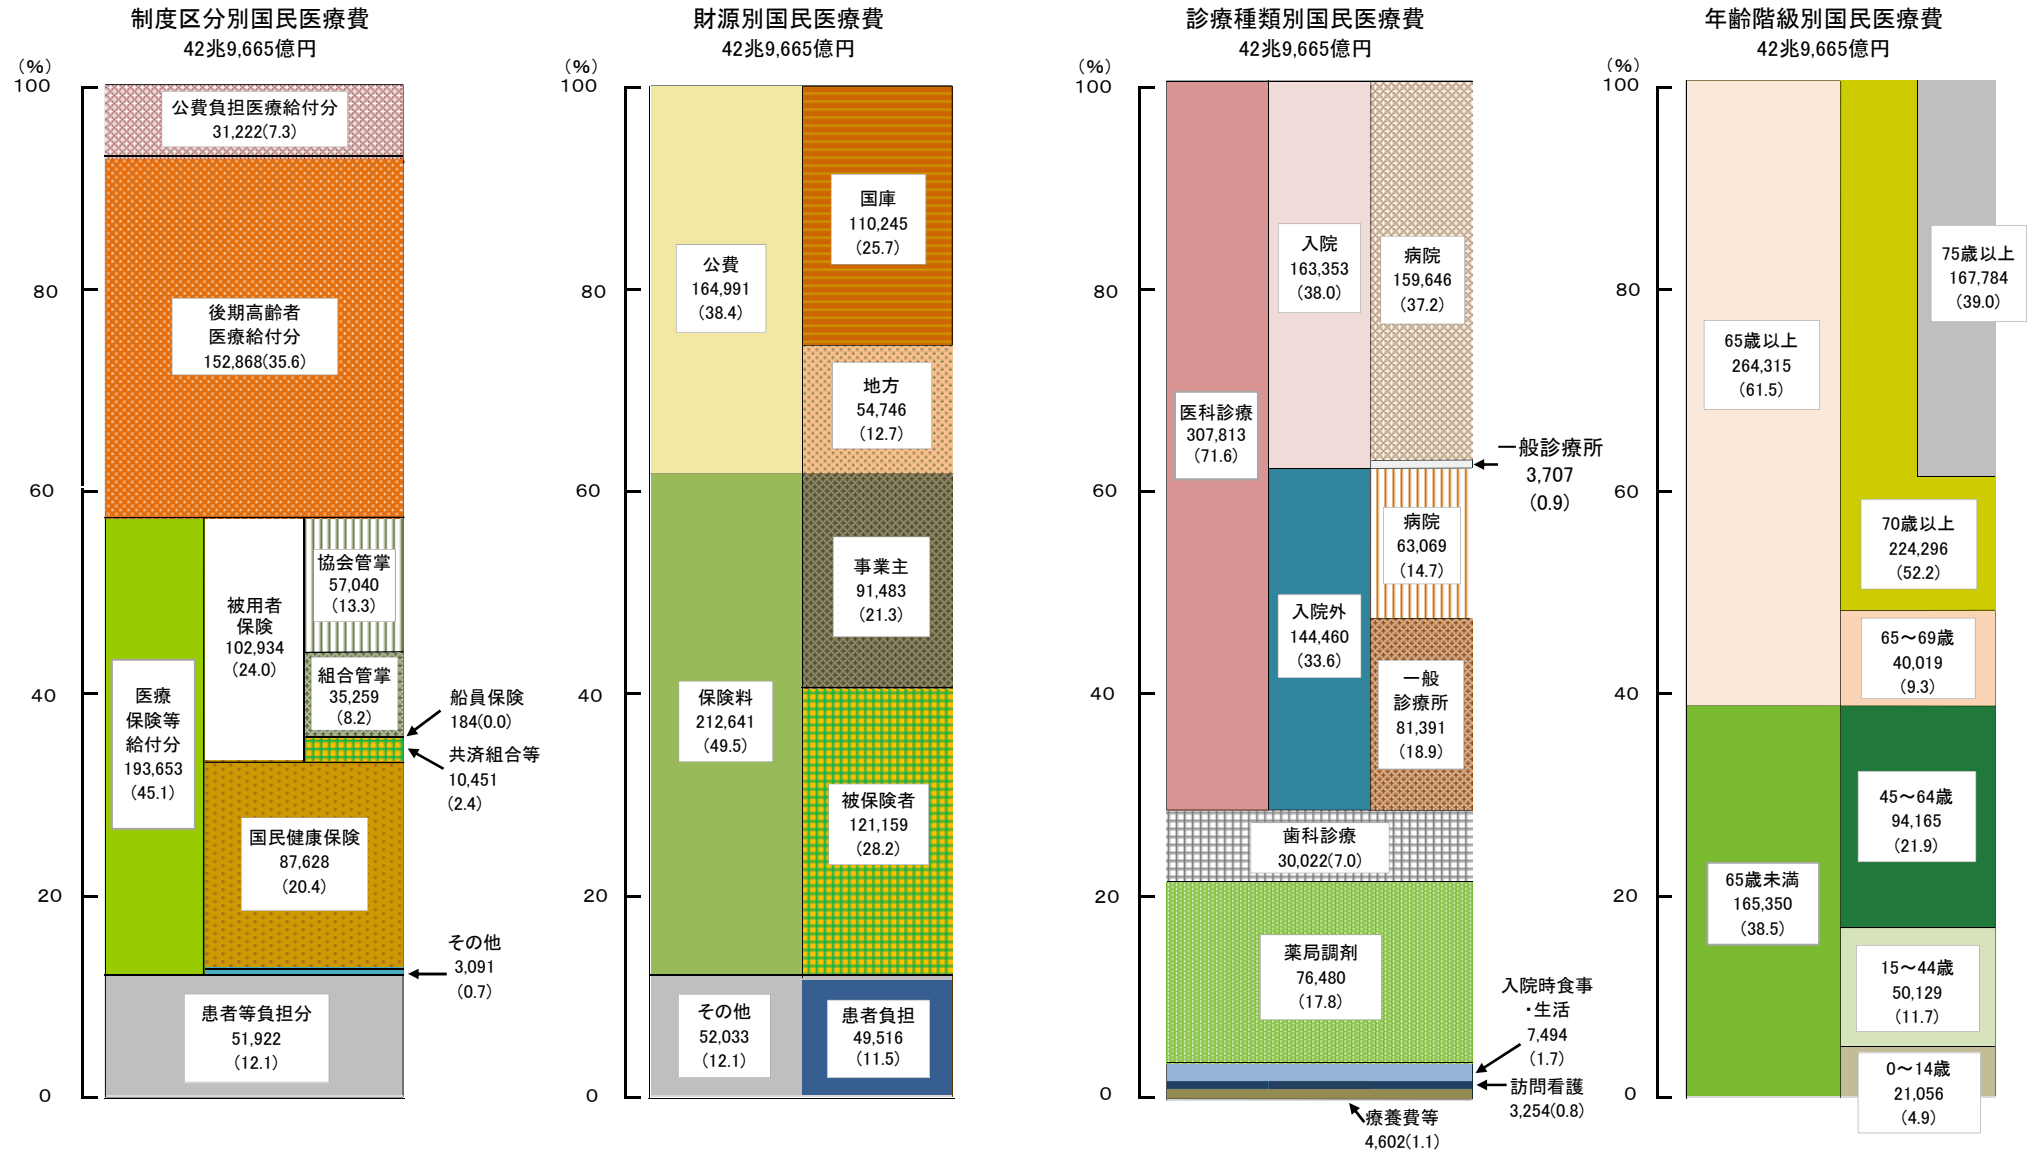 制度区分別国民医療費
42兆9,665億円
(%)
100
80
60
40
20
0
公費負担医療給付分
31,222(7.3)
後期高齢者
医療給付分
152,868(35.6)
医療
保険等
給付分
193,653
(45.1)
被用者
保険
102,934
(24.0)
協会管掌
57,040
(13.3)
組合管掌
35,259
(8.2)
船員保険
184(0.0)
共済組合等
10,451
(2.4)
国民健康保険
87,628
(20.4)
その他
3,091
(0.7)
患者等負担分
51,922
(12.1)
財源別国民医療費
42兆9,665億円
(%)
100
80
60
40
20
0
公費
164,991
(38.4)
国庫
110,245
(25.7)
地方
54,746
(12.7)
保険料
212,641
(49.5)
事業主
91,483
(21.3)
被保険者
121,159
(28.2)
その他
52,033
(12.1)
患者負担
49,516
(11.5)
診療種類別国民医療費
42兆9,665億円
(%)
100
80
60
40
20
0
医科診療
307,813
(71.6)
入院
163,353
(38.0)
病院
159,646
(37.2)
一般診療所
3,707
(0.9)
入院外
144,460
(33.6)
病院
63,069
(14.7)
一般
診療所
81,391
(18.9)
歯科診療
30,022(7.0)
薬局調剤
76,480
(17.8)
入院時食事
・生活
7,494
(1.7)
訪問看護
3,254(0.8)
療養費等
4,602(1.1)
年齢階級別国民医療費
42兆9,665億円
(%)
100
80
60
40
20
0
65歳以上
264,315
(61.5)
75歳以上
167,784
(39.0)
70歳以上
224,296
(52.2)
65～69歳
40,019
(9.3)
65歳未満
165,350
(38.5)
45～64歳
94,165
(21.9)
15～44歳
50,129
(11.7)
0～14歳
21,056
(4.9)